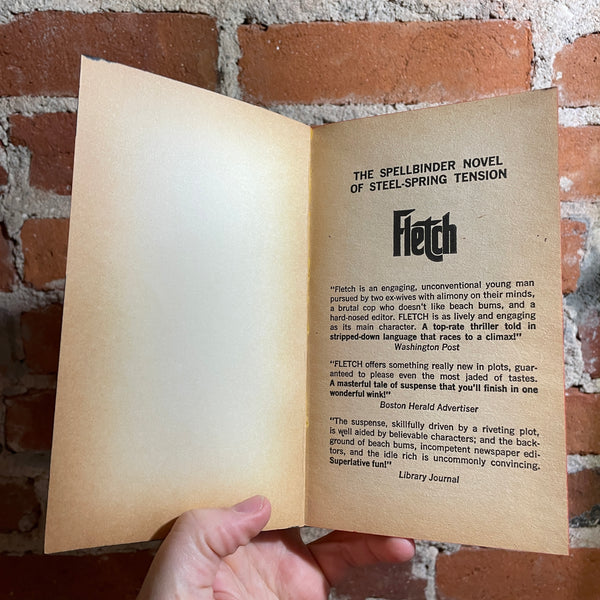 THE SPELLBINDER NOVEL
OF STEEL-SPRING TENSION
Fletch
"Fletch is an engaging, unconventional young man
pursued by two ex-wives with alimony on their minds,
a brutal cop who doesn't like beach bums, and a
hard-nosed editor. FLETCH is as lively and engaging
as its main character. A top-rate thriller told in
stripped-down language that races to a climax!"
Washington Post
"FLETCH offers something really new in plots, guar-
anteed to please even the most jaded of tastes.
A masterful tale of suspense that you'll finish in one
wonderful wink!"
Boston Herald Advertiser
"The suspense, skillfully driven by a riveting plot,
is well aided by believable characters; and the back-
ground of beach bums, incompetent newspaper edi-
tors, and the idle rich is uncommonly convincing.
Superlative fun!"
Library Journal